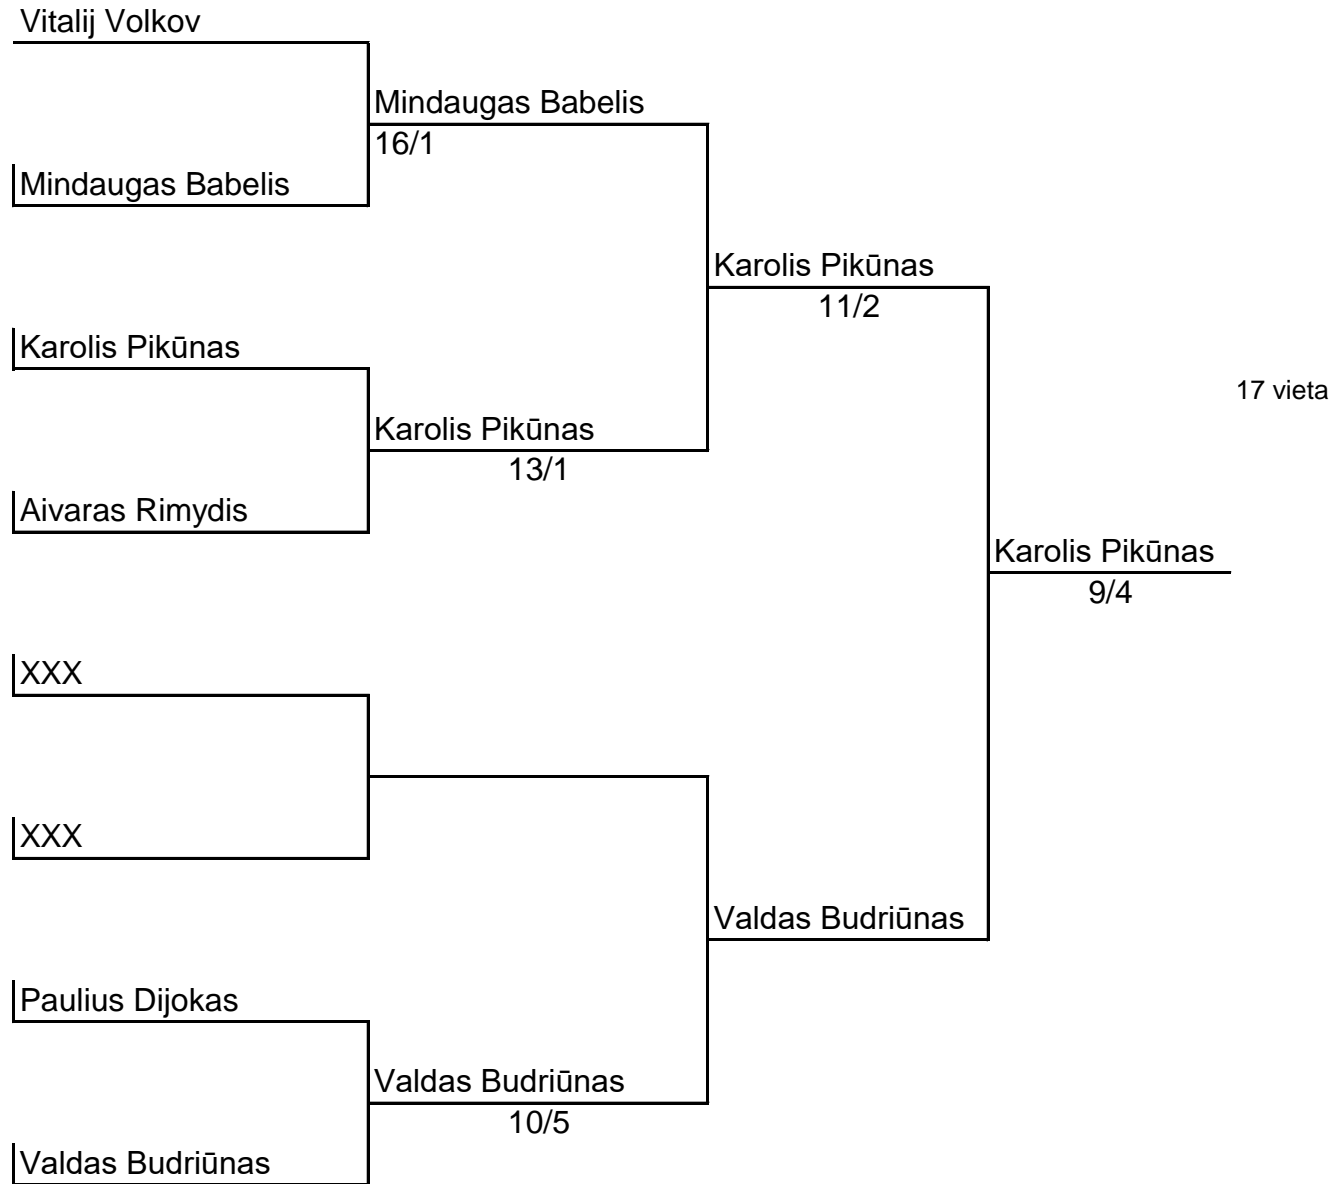 Vitalij Volkov
Mindaugas Babelis
16/1
Mindaugas Babelis
Karolis Pikūnas
11/2
Karolis Pikūnas
17 vieta
Karolis Pikūnas
13/1
Aivaras Rimydis
Karolis Pikūnas
9/4
XXX
XXX
Valdas Budriūnas
Paulius Dijokas
Valdas Budriūnas
10/5
Valdas Budriūnas